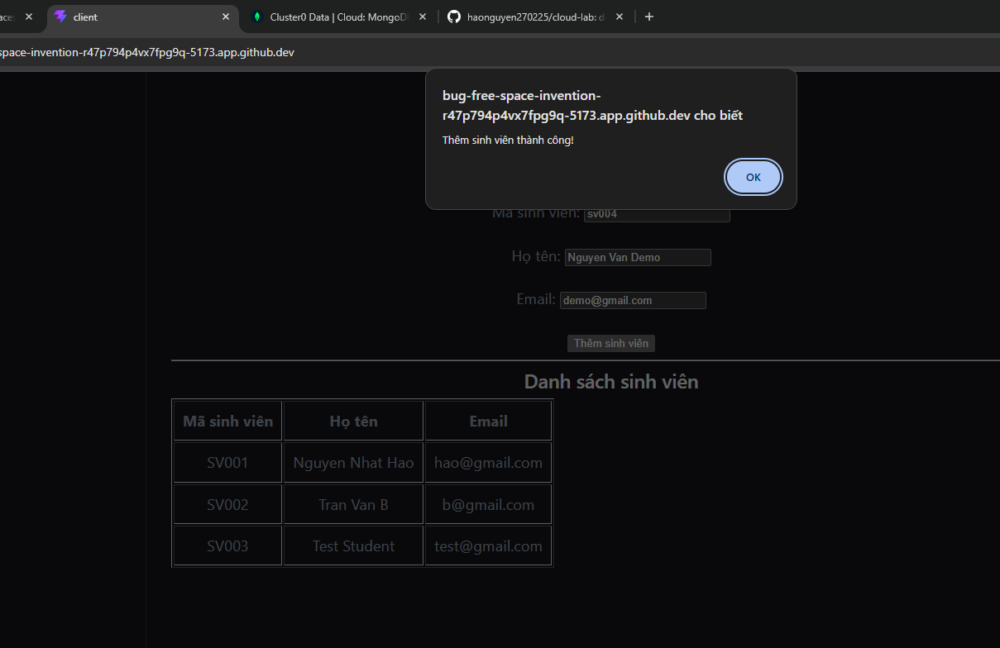 client
Cluster0 Data | Cloud: MongoD
haonguyen270225/cloud-lab: d
space-invention-r47p794p4vx7fpg9q-5173.app.github.dev
bug-free-space-invention-
r47p794p4vx7fpg9q-5173.app.github.dev cho biết
Thêm sinh viên thành công!
OK
Mã sinh viên: sv004
Họ tên: Nguyen Van Demo
Email: demo@gmail.com
Thêm sinh viên
Danh sách sinh viên
Mã sinh viên Họ tên Email
SV001 Nguyen Nhat Hao hao@gmail.com
SV002 Tran Van B b@gmail.com
SV003 Test Student test@gmail.com